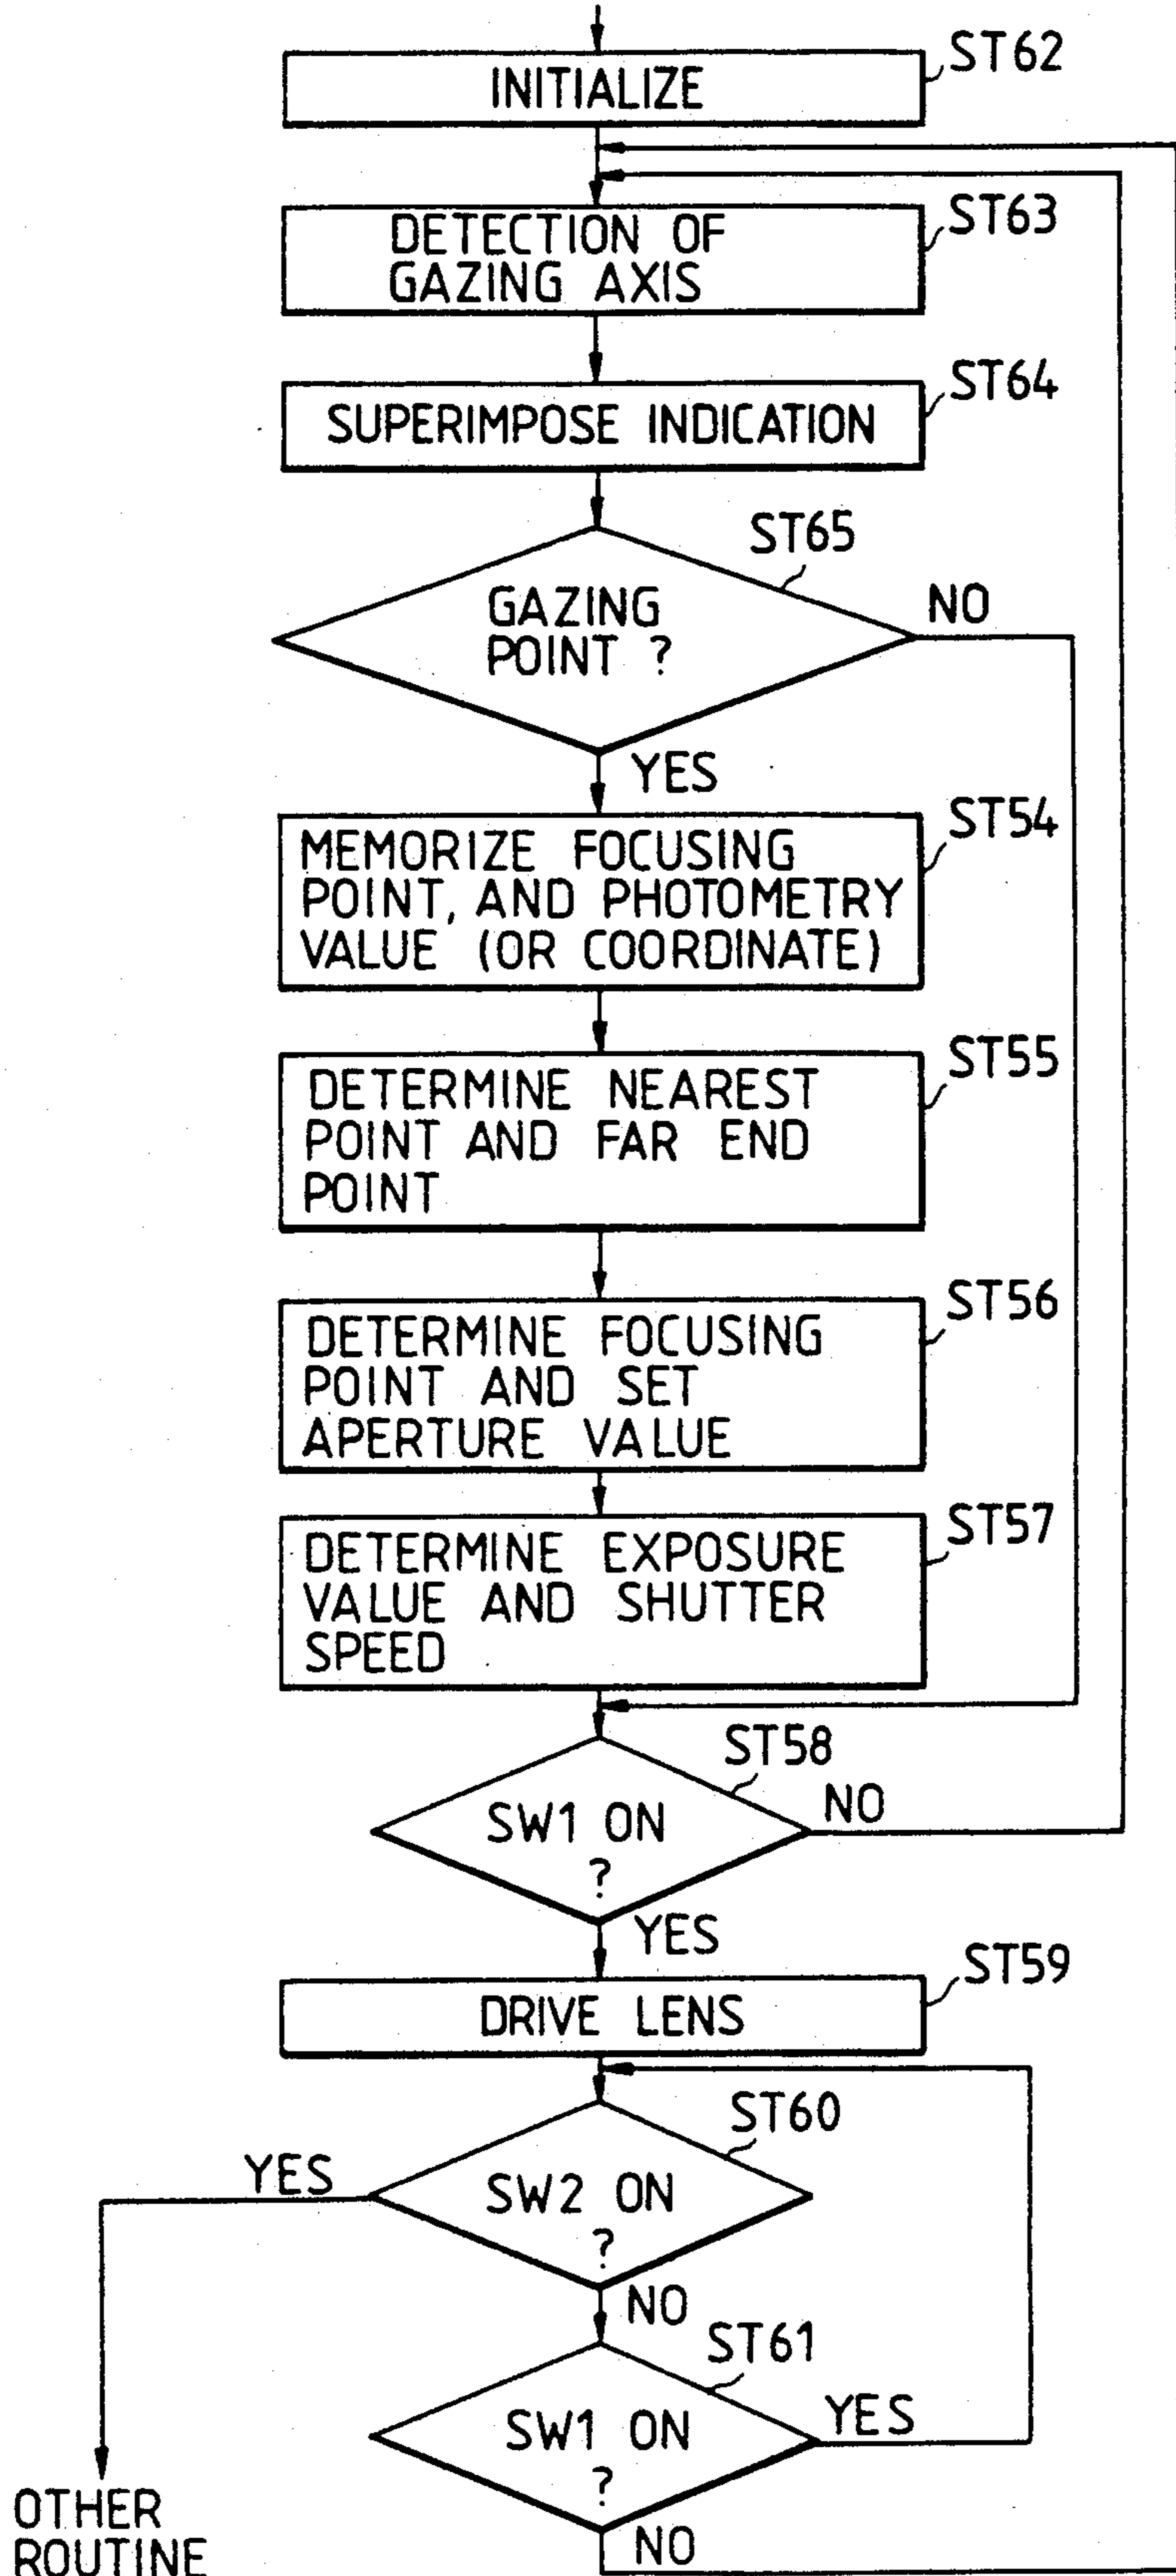 ST62
INITIALIZE
ST63
DETECTION OF
GAZING AXIS
ST64
SUPERIMPOSE INDICATION
ST65
GAZING
POINT ?
NO
YES
ST54
MEMORIZE FOCUSING
POINT, AND PHOTOMETRY
VALUE (OR COORDINATE)
ST55
DETERMINE NEAREST
POINT AND FAR END
POINT
ST56
DETERMINE FOCUSING
POINT AND SET
APERTURE VALUE
ST57
DETERMINE EXPOSURE
VALUE AND SHUTTER
SPEED
ST58
SW1 ON
?
NO
YES
ST59
DRIVE LENS
ST60
YES
SW2 ON
?
NO
ST61
SW1 ON
?
YES
OTHER
ROUTINE
NO